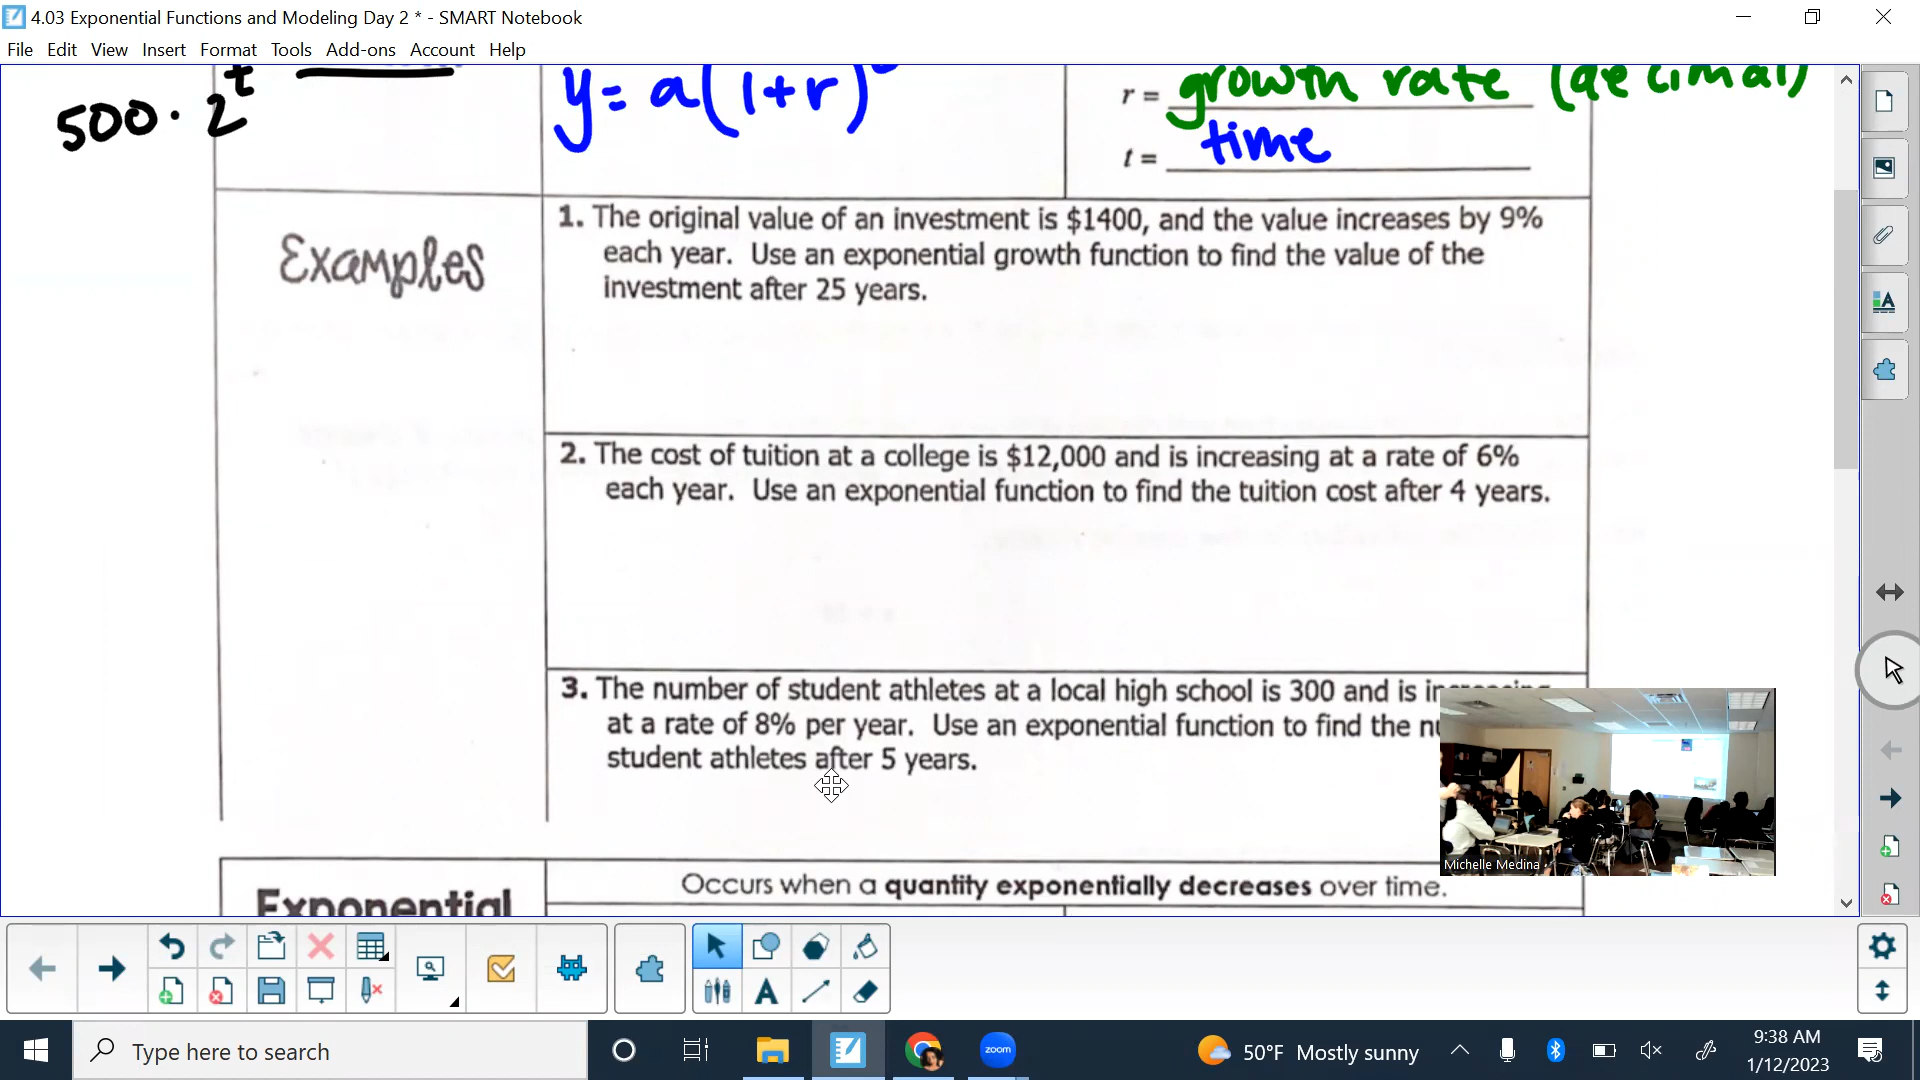 4.03 Exponential Functions and Modeling Day 2 * - SMART Notebook
File Edit View Insert Format Tools Add-ons Account Help
500 · 2^t
y = a(1+r)
r = growth rate (decimal)
t = time
Examples
1. The original value of an investment is $1400, and the value increases by 9%
each year. Use an exponential growth function to find the value of the
investment after 25 years.
2. The cost of tuition at a college is $12,000 and is increasing at a rate of 6%
each year. Use an exponential function to find the tuition cost after 4 years.
3. The number of student athletes at a local high school is 300 and is increasing
at a rate of 8% per year. Use an exponential function to find the
student athletes after 5 years.
Michelle Medina
Exponential
Occurs when a quantity exponentially decreases over time.
Type here to search
zoom
50°F Mostly sunny
9:38 AM
1/12/2023